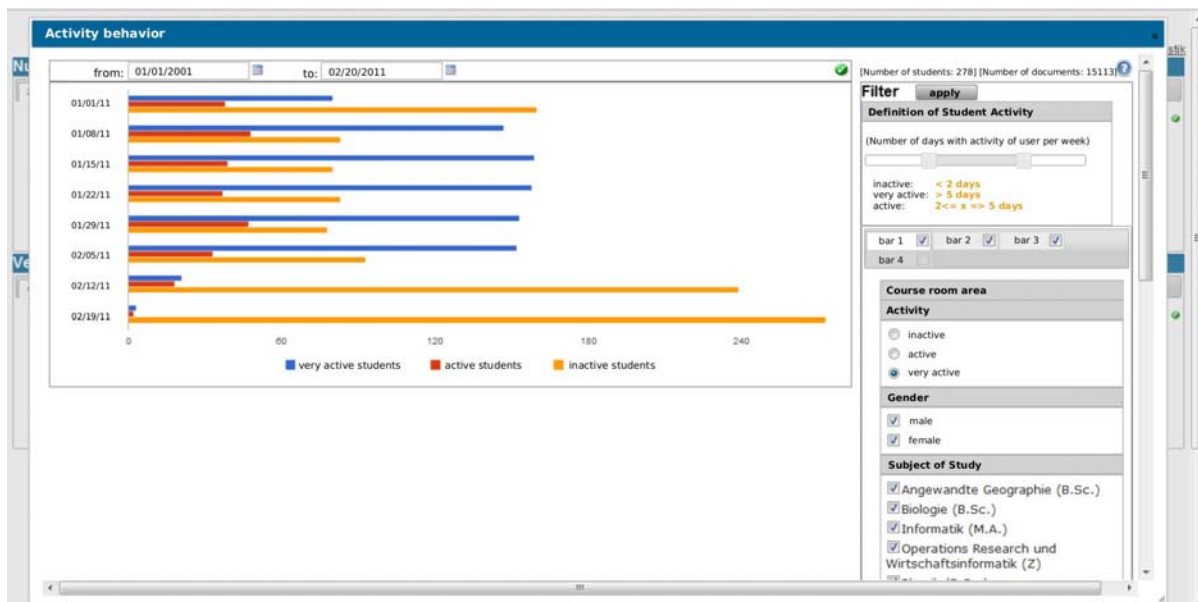 Activity behavior
stik
Nu
from: 01/01/2001 to: 02/20/2011
[Number of students: 278] [Number of documents: 15113]
Filter apply
Definition of Student Activity
(Number of days with activity of user per week)
inactive: < 2 days
very active: > 5 days
active: 2<= x => 5 days
bar 1 bar 2 bar 3
bar 4
Course room area
Activity
inactive
active
very active
Gender
male
female
Subject of Study
Angewandte Geographie (B.Sc.)
Biologie (B.Sc.)
Informatik (M.A.)
Operations Research und
Wirtschaftsinformatik (Z)
01/01/11
01/08/11
01/15/11
01/22/11
01/29/11
02/05/11
02/12/11
02/19/11
0 60 120 180 240
very active students active students inactive students
Ve